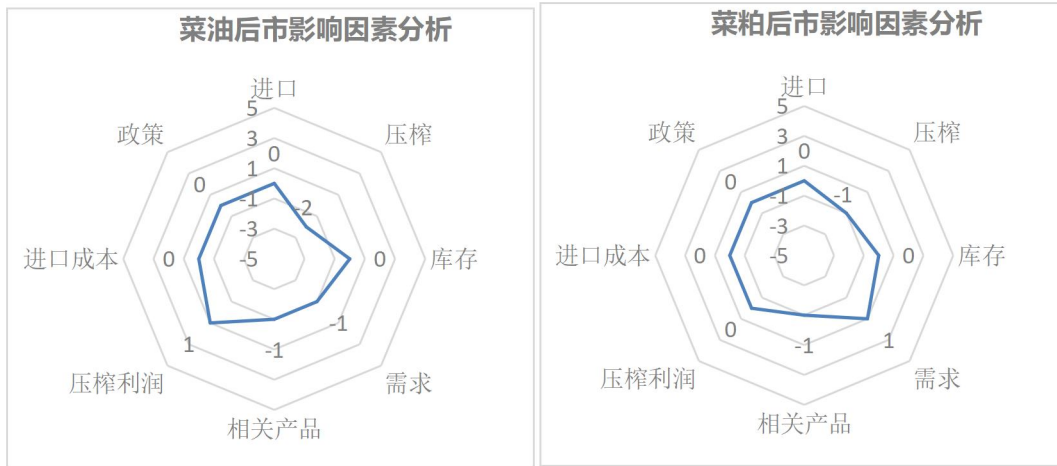 菜油后市影响因素分析
进口
5
压榨
政策
3
0
1
0
-1
-2
-3
进口成本
0
-5
0
库存
-1
1
-1
压榨利润
需求
相关产品
菜粕后市影响因素分析
进口
5
压榨
政策
3
0
1
0
-1
-1
-3
进口成本
0
-5
0
库存
0
-1
1
压榨利润
需求
相关产品